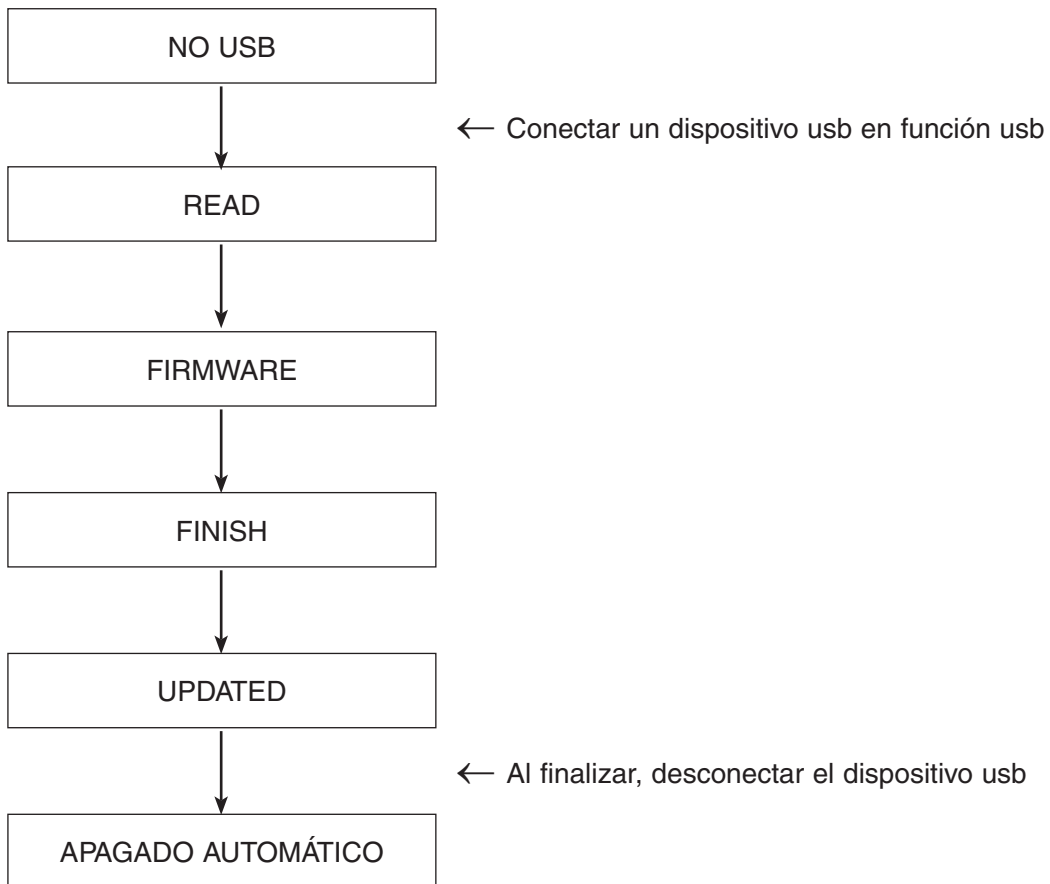 NO USB
← Conectar un dispositivo usb en función usb
READ
FIRMWARE
FINISH
UPDATED
← Al finalizar, desconectar el dispositivo usb
APAGADO AUTOMÁTICO